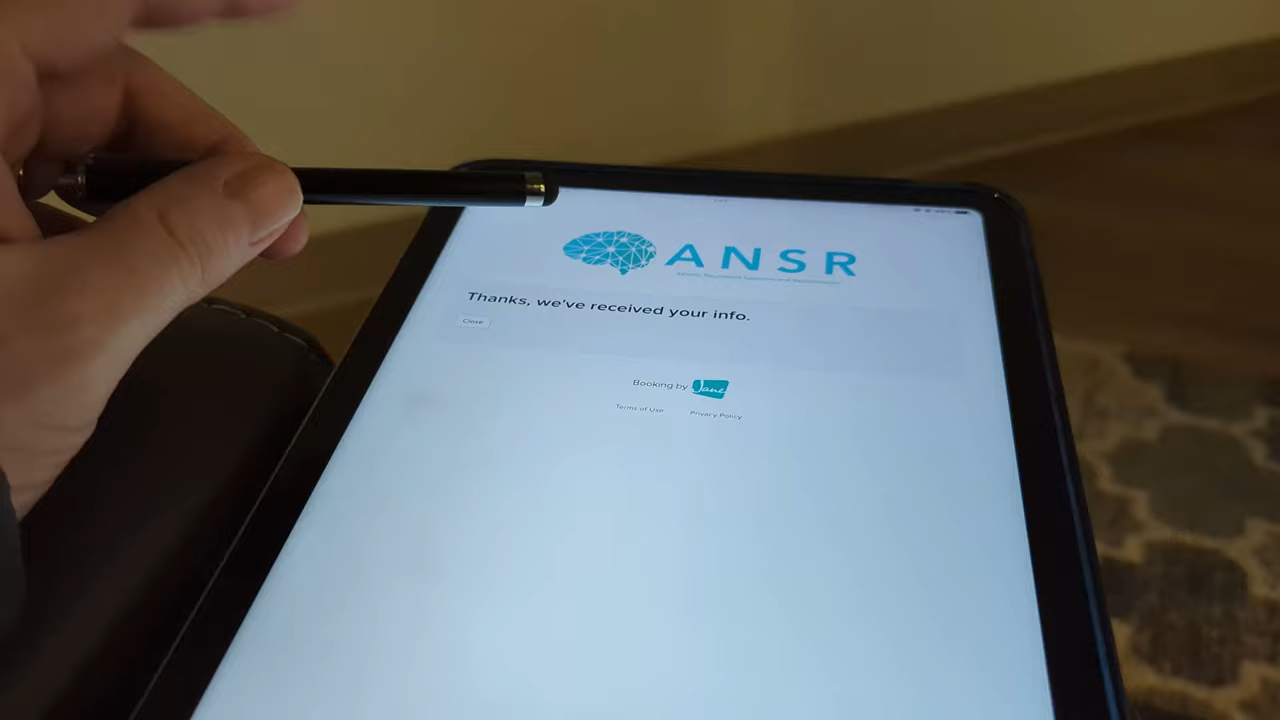 ANSR
Thanks, we've received your info.
Close
Booking by Jane
Terms of Use Privacy Policy